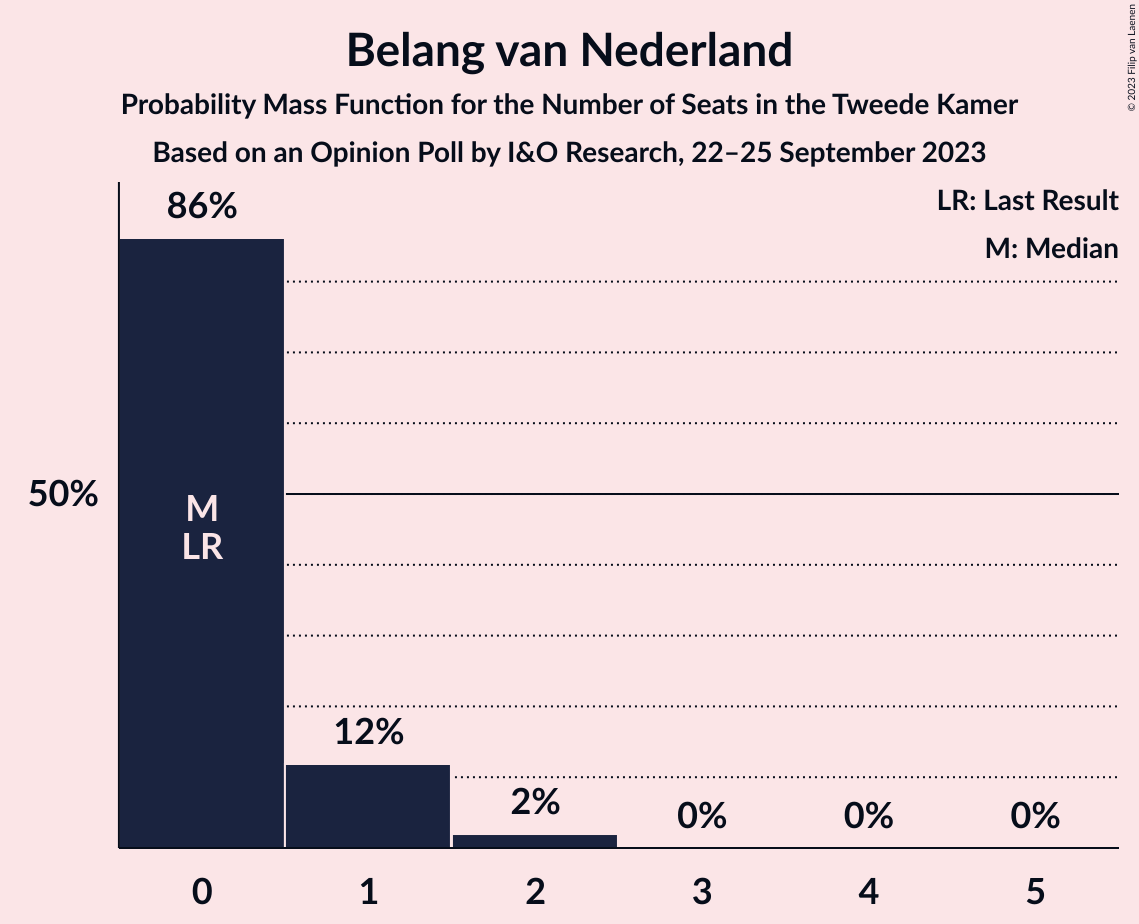 Belang van Nederland
Probability Mass Function for the Number of Seats in the Tweede Kamer
Based on an Opinion Poll by I&O Research, 22–25 September 2023
© 2023 Filip van Laenen
LR: Last Result
M: Median
86%
50%
M
LR
12%
2%
0%
0%
0%
0
1
2
3
4
5